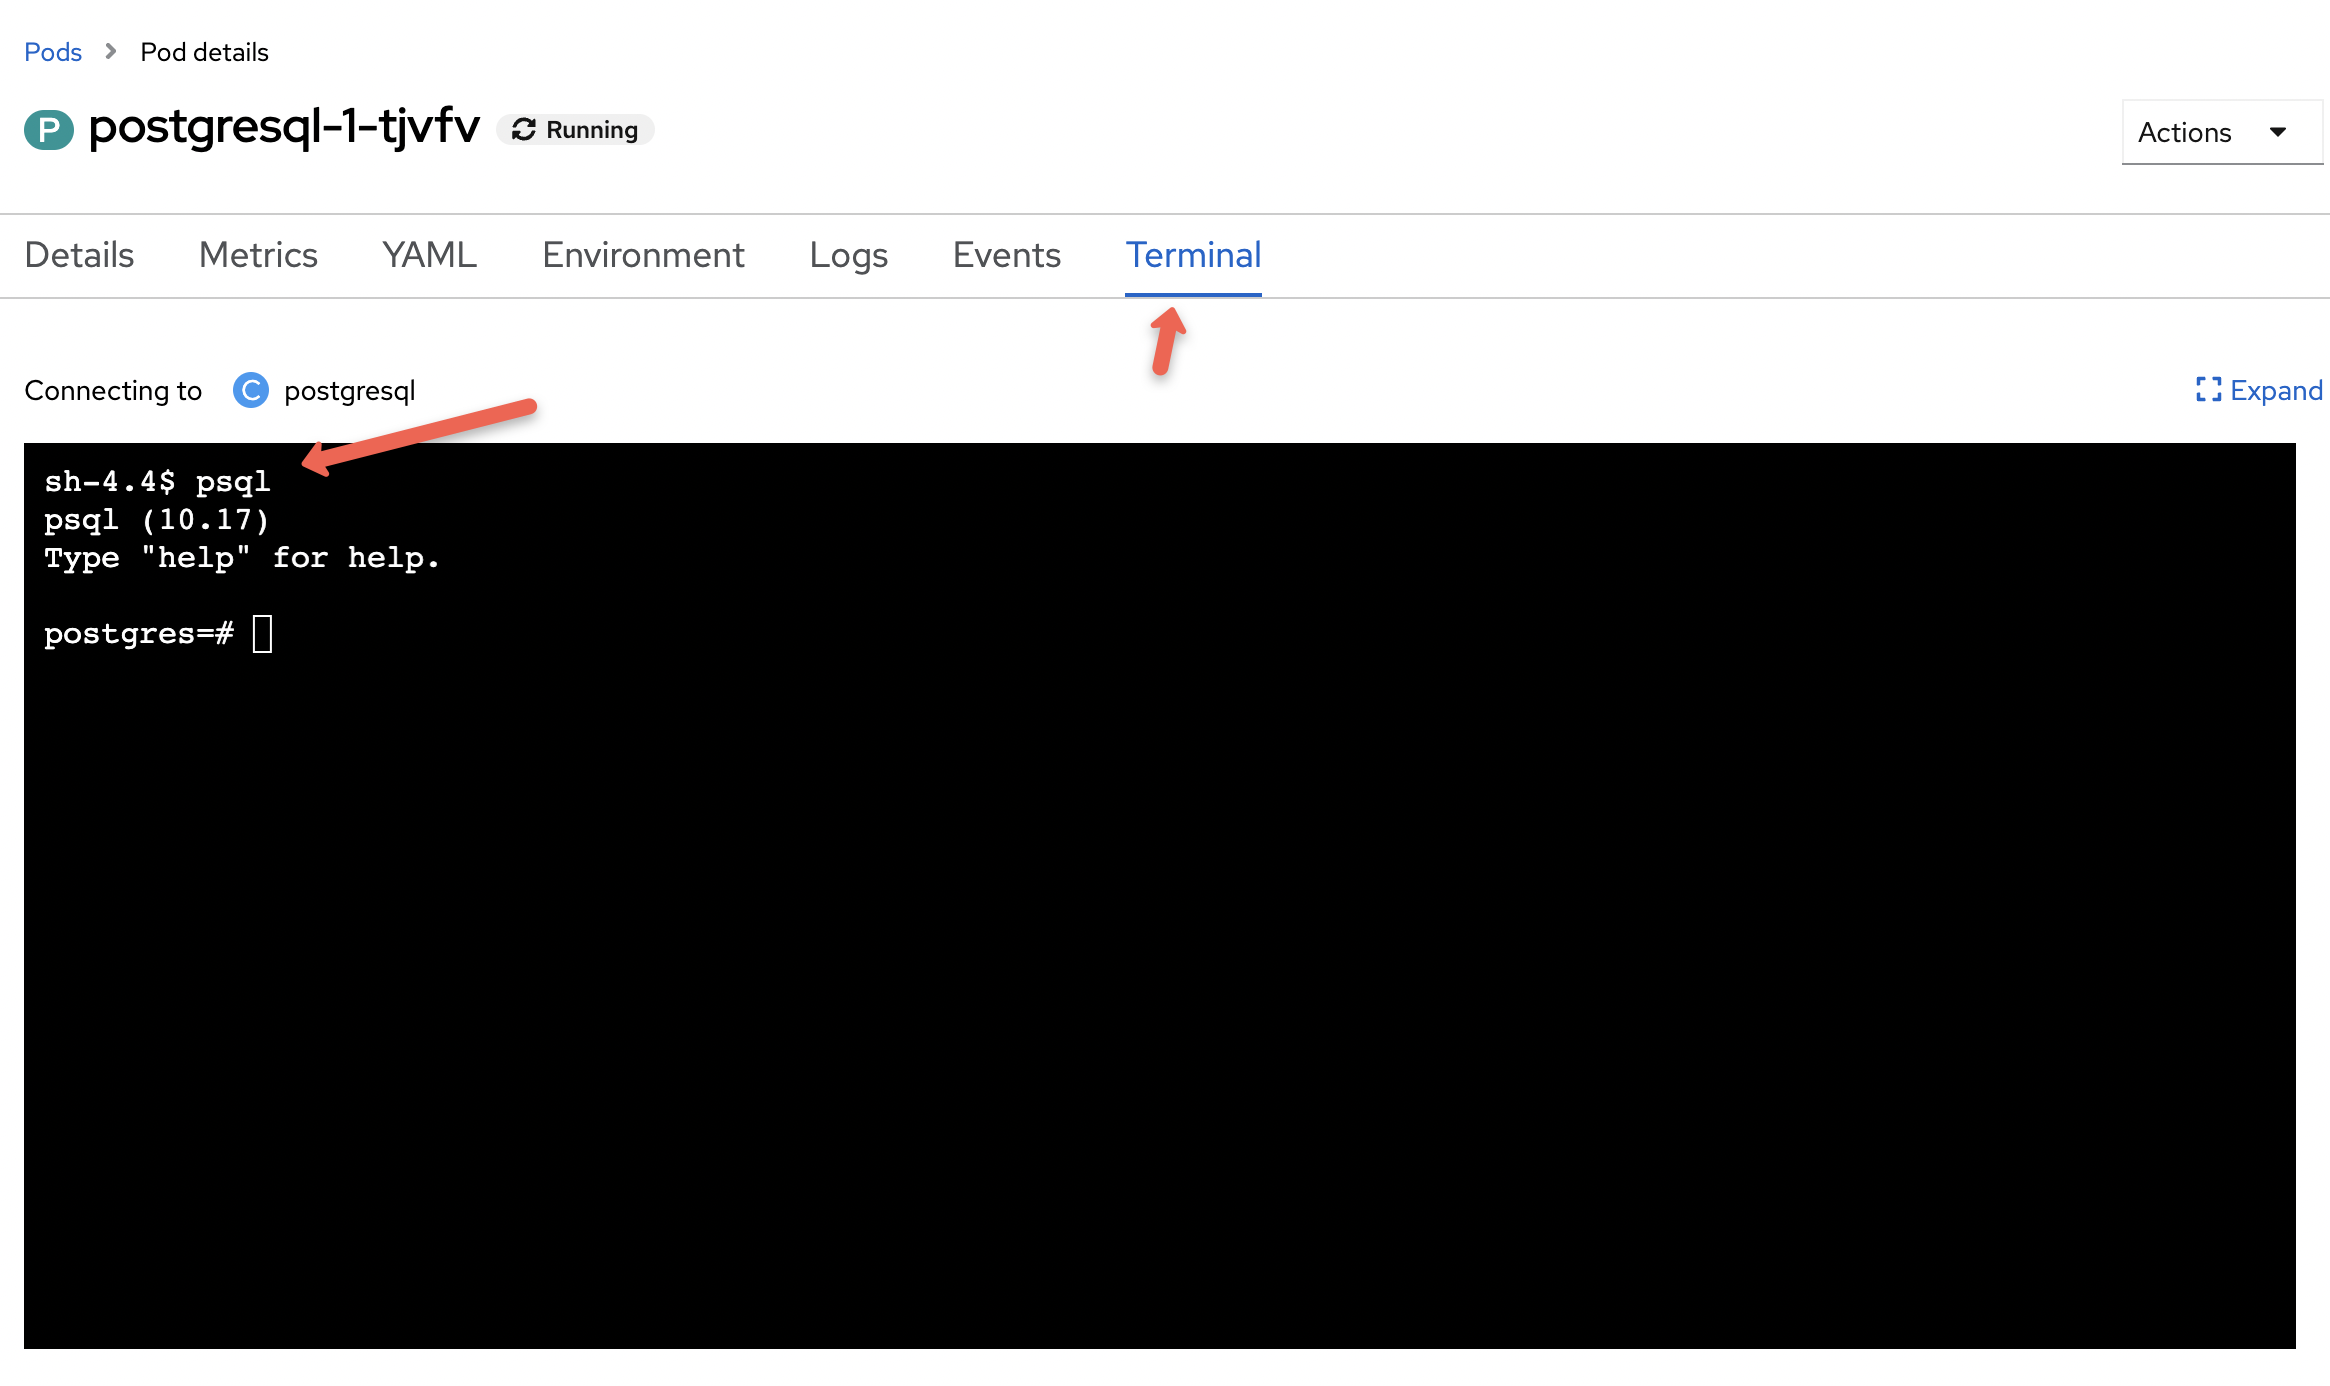 Pods > Pod details
P postgresql-1-tjvfv Running
Actions
Details Metrics YAML Environment Logs Events Terminal
Connecting to C postgresql
Expand
sh-4.4$ psql
psql (10.17)
Type "help" for help.
postgres=#